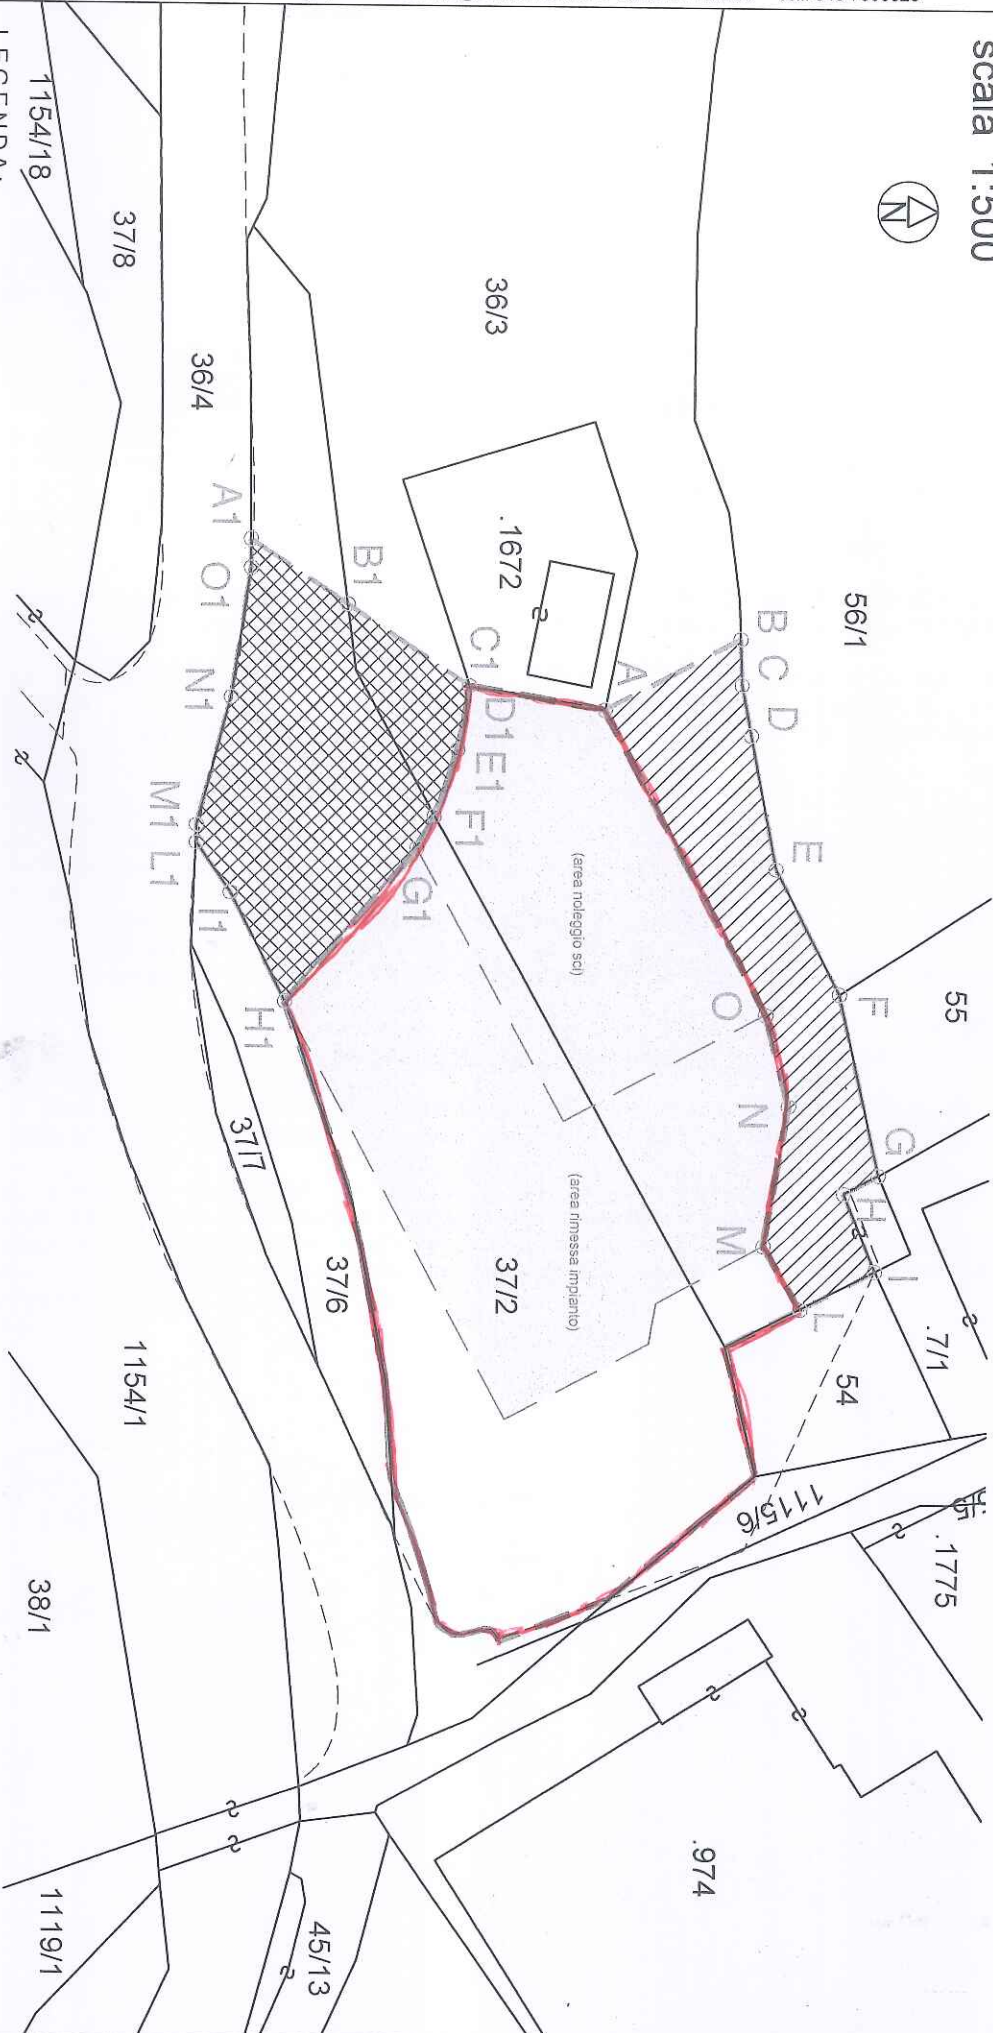 scala 1:500
N
56/1
55
54
.7/1
1115/6
.1775
.974
36/3
.1672
B
C
D
E
F
G
H
I
L
A
O
N
M
(area noleggio sci)
(area rimessa impianto)
37/2
C1
D1
E1
F1
G1
B1
A1
O1
N1
M1
L1
I1
H1
36/4
37/8
1154/18
37/7
37/6
1154/1
38/1
45/13
1119/1
LEGENDA: